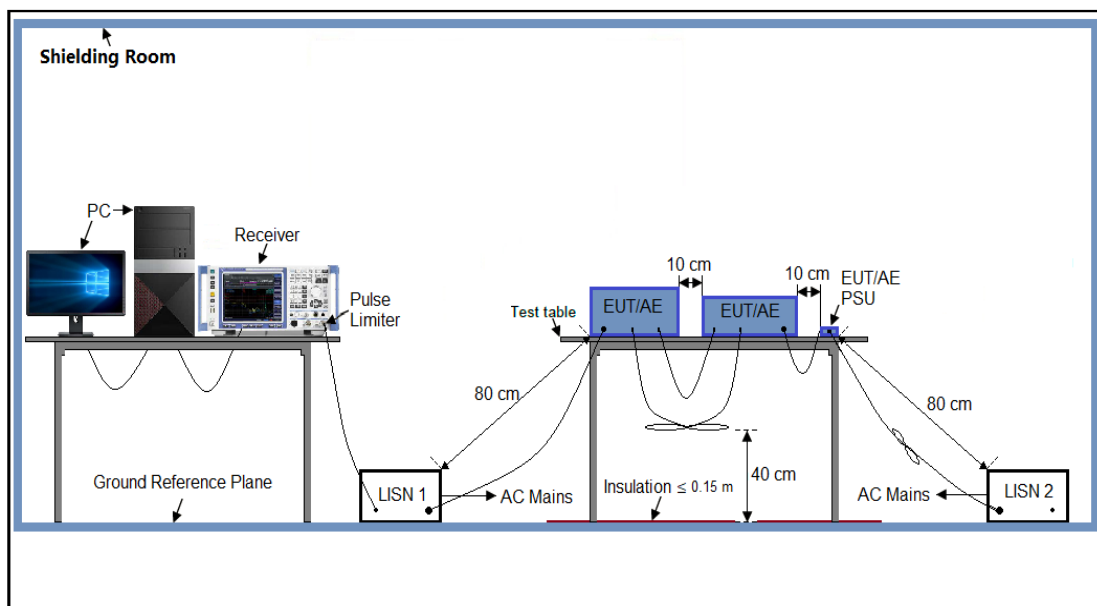 Shielding Room
PC
Receiver
Pulse
Limiter
10 cm
10 cm
EUT/AE
PSU
EUT/AE
EUT/AE
Test table
80 cm
80 cm
40 cm
Ground Reference Plane
LISN 1
AC Mains
Insulation ≤ 0.15 m
AC Mains
LISN 2